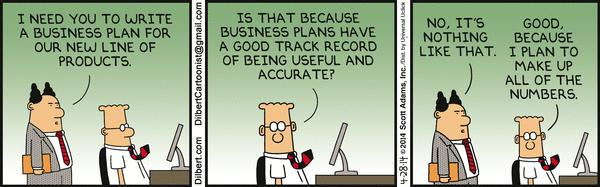 I NEED YOU TO WRITE
A BUSINESS PLAN FOR
OUR NEW LINE OF
PRODUCTS.
Dilbert.com DilbertCartoonist@gmail.com
IS THAT BECAUSE
BUSINESS PLANS HAVE
A GOOD TRACK RECORD
OF BEING USEFUL AND
ACCURATE?
4-28-14 © 2014 Scott Adams, Inc. /Dist. by Universal Uclick
NO, IT'S
NOTHING
LIKE THAT.
GOOD,
BECAUSE
I PLAN TO
MAKE UP
ALL OF THE
NUMBERS.